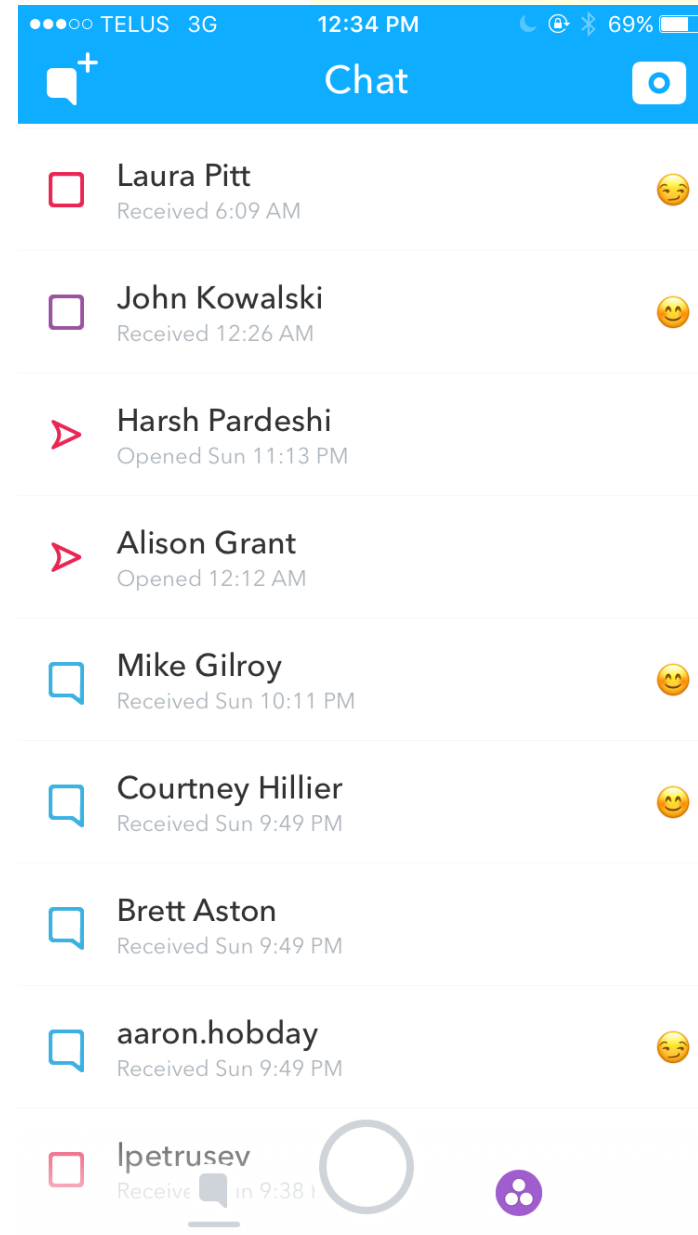 TELUS 3G 12:34 PM 69%
Chat
Laura Pitt
Received 6:09 AM
John Kowalski
Received 12:26 AM
Harsh Pardeshi
Opened Sun 11:13 PM
Alison Grant
Opened 12:12 AM
Mike Gilroy
Received Sun 10:11 PM
Courtney Hillier
Received Sun 9:49 PM
Brett Aston
Received Sun 9:49 PM
aaron.hobday
Received Sun 9:49 PM
lpetrusev
9:38